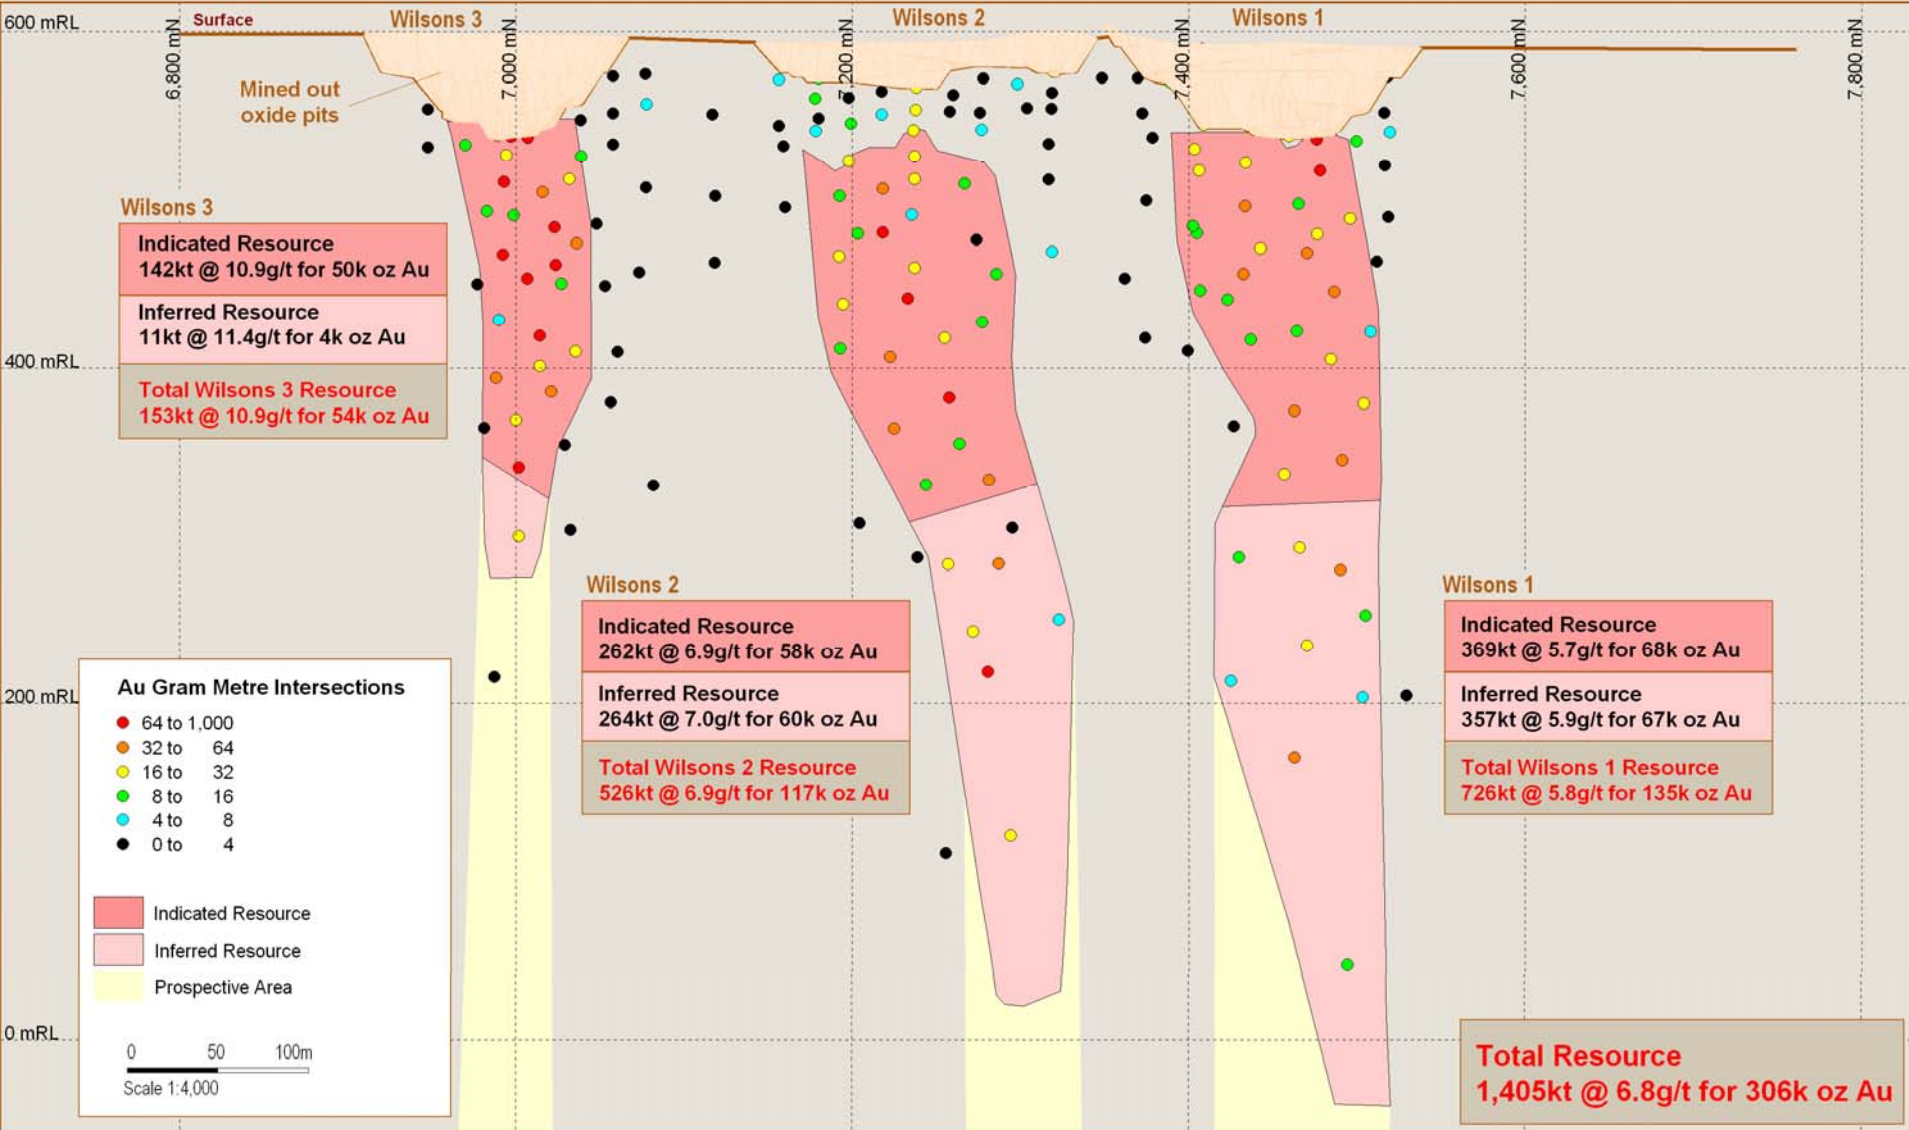 Wilsons 3
Wilsons 2
Wilsons 1
600 mRL
Surface
6,800 mN
7,000 mN
7,200 mN
7,400 mN
7,600 mN
7,800 mN
Mined out
oxide pits
Wilsons 3
Indicated Resource
142kt @ 10.9g/t for 50k oz Au
Inferred Resource
11kt @ 11.4g/t for 4k oz Au
Total Wilsons 3 Resource
153kt @ 10.9g/t for 54k oz Au
400 mRL
Wilsons 2
Indicated Resource
262kt @ 6.9g/t for 58k oz Au
Inferred Resource
264kt @ 7.0g/t for 60k oz Au
Total Wilsons 2 Resource
526kt @ 6.9g/t for 117k oz Au
Wilsons 1
Indicated Resource
369kt @ 5.7g/t for 68k oz Au
Inferred Resource
357kt @ 5.9g/t for 67k oz Au
Total Wilsons 1 Resource
726kt @ 5.8g/t for 135k oz Au
200 mRL
Au Gram Metre Intersections
64 to 1,000
32 to 64
16 to 32
8 to 16
4 to 8
0 to 4
Indicated Resource
Inferred Resource
Prospective Area
0 mRL
0 50 100m
Scale 1:4,000
Total Resource
1,405kt @ 6.8g/t for 306k oz Au